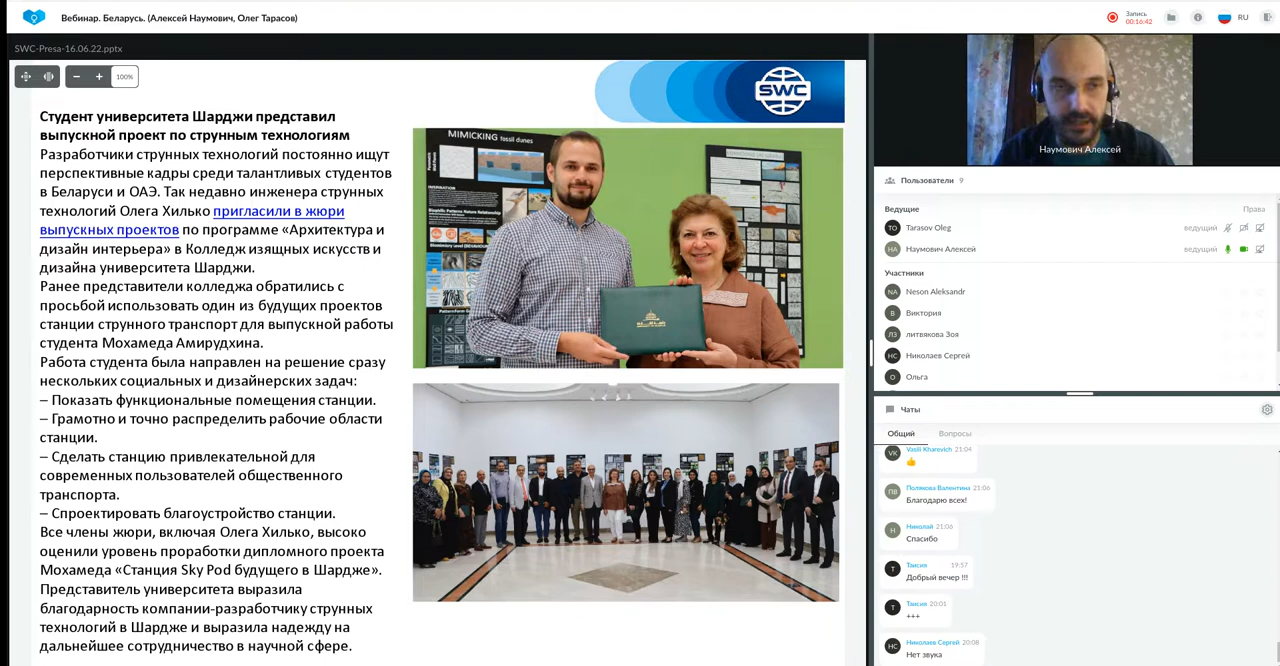 Вебинар. Беларусь. (Алексей Наумович, Олег Тарасов)
Запись
00:16:42
RU
SWC-Presa-16.06.22.pptx
100%
SWC
Студент университета Шарджи представил
выпускной проект по струнным технологиям
Разработчики струнных технологий постоянно ищут
перспективные кадры среди талантливых студентов
в Беларуси и ОАЭ. Так недавно инженера струнных
технологий Олега Хилько пригласили в жюри
выпускных проектов по программе «Архитектура и
дизайн интерьера» в Колледж изящных искусств и
дизайна университета Шарджи.
Ранее представители колледжа обратились с
просьбой использовать один из будущих проектов
станции струнного транспорт для выпускной работы
студента Мохамеда Амирудхина.
Работа студента была направлен на решение сразу
нескольких социальных и дизайнерских задач:
– Показать функциональные помещения станции.
– Грамотно и точно распределить рабочие области
станции.
– Сделать станцию привлекательной для
современных пользователей общественного
транспорта.
– Спроектировать благоустройство станции.
Все члены жюри, включая Олега Хилько, высоко
оценили уровень проработки дипломного проекта
Мохамеда «Станция Sky Pod будущего в Шардже».
Представитель университета выразила
благодарность компании-разработчику струнных
технологий в Шардже и выразила надежду на
дальнейшее сотрудничество в научной сфере.
MIMICKING fossil dunes
INSPIRATION
Наумович Алексей
Пользователи 9
Ведущие Права
TO Tarasov Oleg ведущий
НА Наумович Алексей ведущий
Участники
NA Neson Aleksandr
В Виктория
ЛЗ литвякова Зоя
НС Николаев Сергей
О Ольга
Чаты
Общий Вопросы
VK Vasili Kharevich 21:04
👍
ПВ Полякова Валентина 21:06
Благодарю всех!
Н Николай 21:06
Спасибо
Т Таисия 19:57
Добрый вечер !!!
Т Таисия 20:01
+++
НС Николаев Сергей 20:08
Нет звука